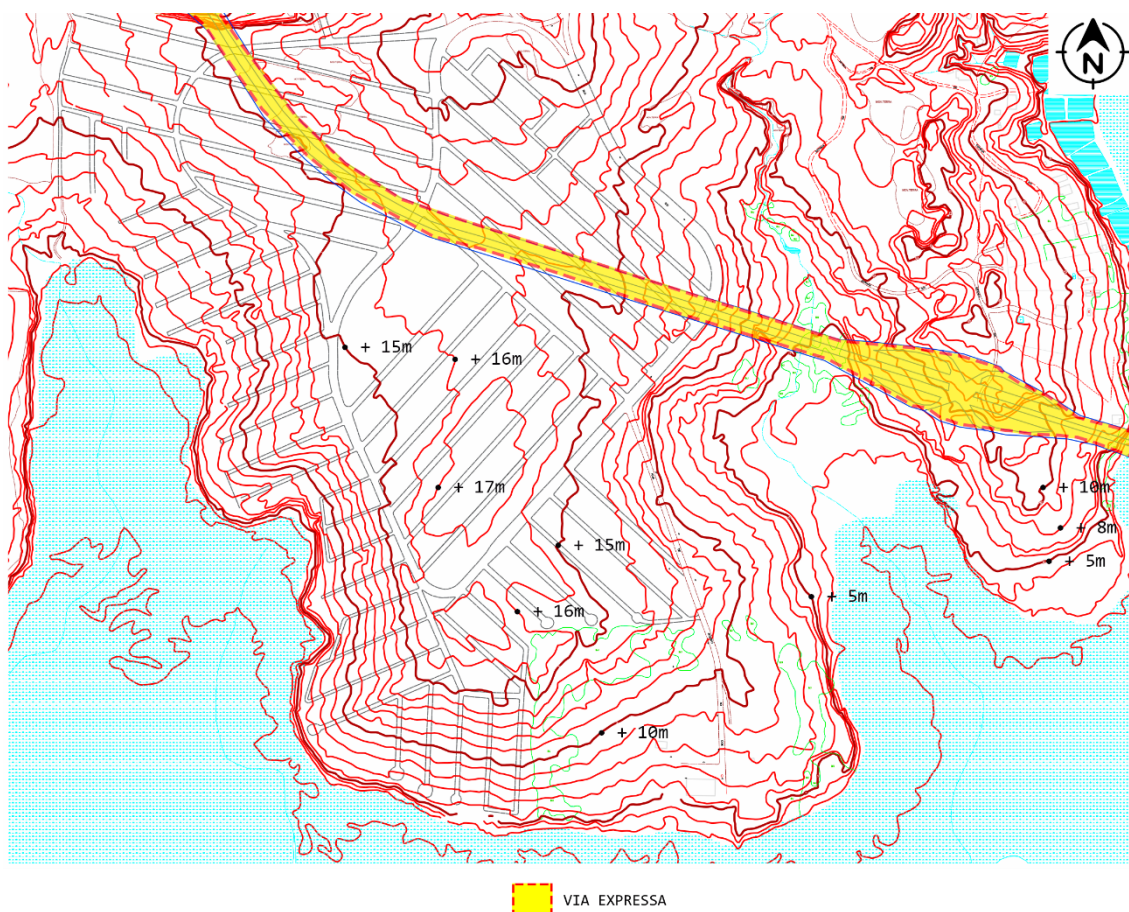 N
+ 15m
+ 16m
+ 17m
+ 10m
+ 8m
+ 15m
+ 5m
+ 5m
+ 16m
+ 10m
VIA EXPRESSA